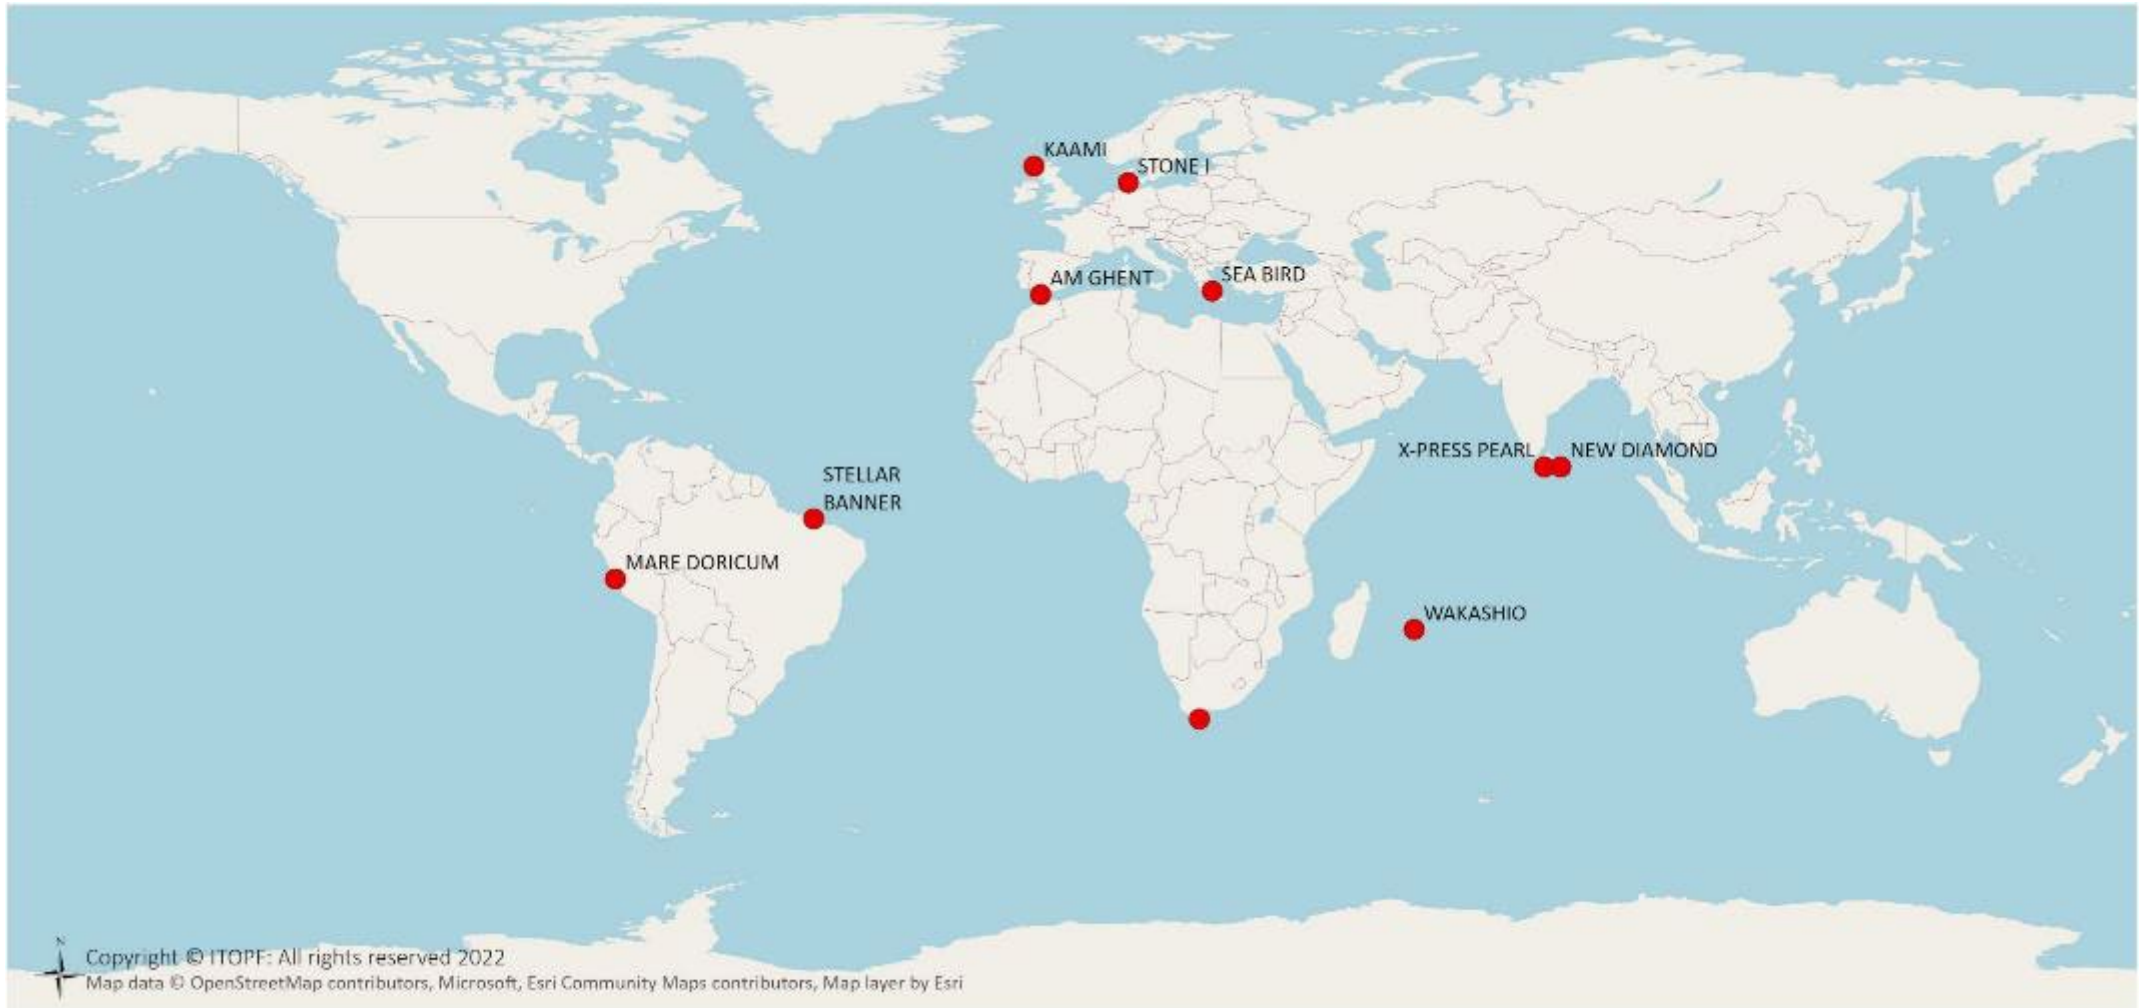 KAAMI
STONE I
AM GHENT
SEA BIRD
X-PRESS PEARL
NEW DIAMOND
STELLAR
BANNER
MARE DORICUM
WAKASHIO
N
Copyright © ITOPF: All rights reserved 2022
Map data © OpenStreetMap contributors, Microsoft, Esri Community Maps contributors, Map layer by Esri